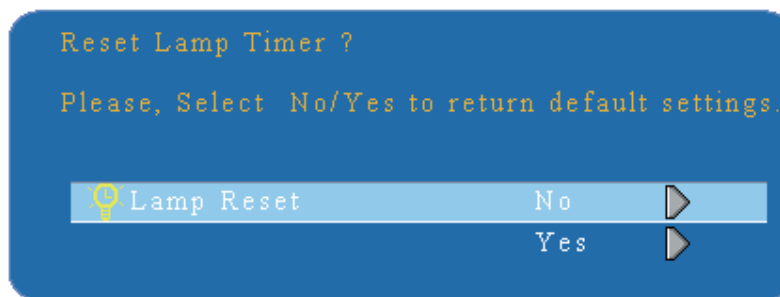 Reset Lamp Timer ?
Please, Select No/Yes to return default settings.
Lamp Reset No
Yes